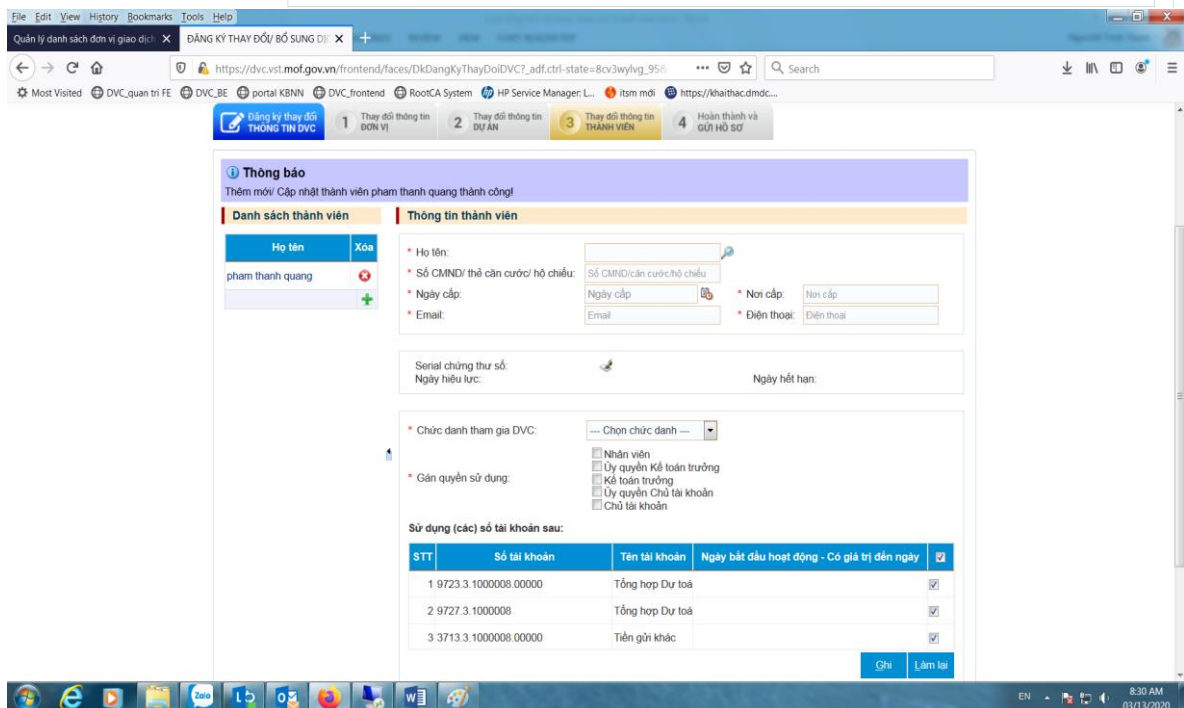 File Edit View History Bookmarks Tools Help
Quản lý danh sách đơn vị giao dịch
ĐĂNG KÝ THAY ĐỔI/ BỔ SUNG DỊC
https://dvc.vst.mof.gov.vn/frontend/faces/DkDangKyThayDoiDVC?_adf.ctrl-state=8cv3wylvg_958
Search
Most Visited DVC_quan tri FE DVC_BE portal KBNN DVC_frontend RootCA System HP Service Manager: L... itsm mới https://khaithac.dmdc....
Đăng ký thay đổi
THÔNG TIN DVC
1 Thay đổi thông tin
ĐƠN VỊ
2 Thay đổi thông tin
DỰ ÁN
3 Thay đổi thông tin
THÀNH VIÊN
4 Hoàn thành và
GỬI HỒ SƠ
Thông báo
Thêm mới/ Cập nhật thành viên pham thanh quang thành công!
Danh sách thành viên
Họ tên Xóa
pham thanh quang
Thông tin thành viên
* Họ tên:
* Số CMND/ thẻ căn cước/ hộ chiếu: Số CMND/căn cước/hộ chiếu
* Ngày cấp: Ngày cấp * Nơi cấp: Nơi cấp
* Email: Email * Điện thoại: Điện thoại
Serial chứng thư số:
Ngày hiệu lực: Ngày hết hạn:
* Chức danh tham gia DVC: --- Chọn chức danh ---
* Gán quyền sử dụng:
Nhân viên
Ủy quyền Kế toán trưởng
Kế toán trưởng
Ủy quyền Chủ tài khoản
Chủ tài khoản
Sử dụng (các) số tài khoản sau:
STT Số tài khoản Tên tài khoản Ngày bắt đầu hoạt động - Có giá trị đến ngày
1 9723.3.1000008.00000 Tổng hợp Dự toá
2 9727.3.1000008 Tổng hợp Dự toá
3 3713.3.1000008.00000 Tiền gửi khác
Ghi Làm lại
Zalo
EN 8:30 AM
03/13/2020